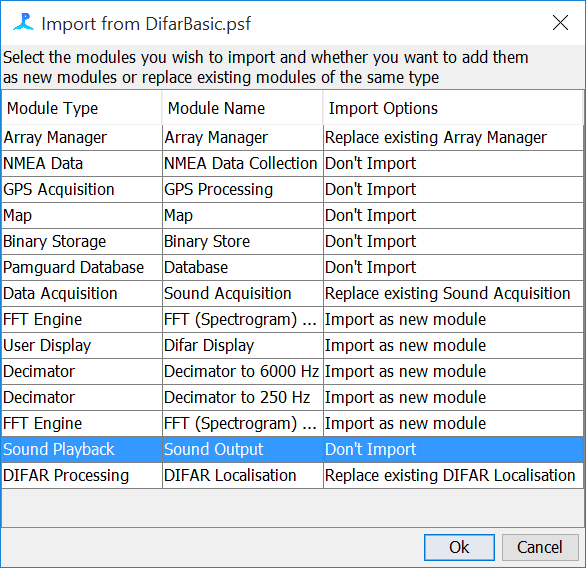 Import from DifarBasic.psf
Select the modules you wish to import and whether you want to add them
as new modules or replace existing modules of the same type
Module Type Module Name Import Options
Array Manager Array Manager Replace existing Array Manager
NMEA Data NMEA Data Collection Don't Import
GPS Acquisition GPS Processing Don't Import
Map Map Don't Import
Binary Storage Binary Store Don't Import
Pamguard Database Database Don't Import
Data Acquisition Sound Acquisition Replace existing Sound Acquisition
FFT Engine FFT (Spectrogram) ... Import as new module
User Display Difar Display Import as new module
Decimator Decimator to 6000 Hz Import as new module
Decimator Decimator to 250 Hz Import as new module
FFT Engine FFT (Spectrogram) ... Import as new module
Sound Playback Sound Output Don't Import
DIFAR Processing DIFAR Localisation Replace existing DIFAR Localisation
Ok Cancel